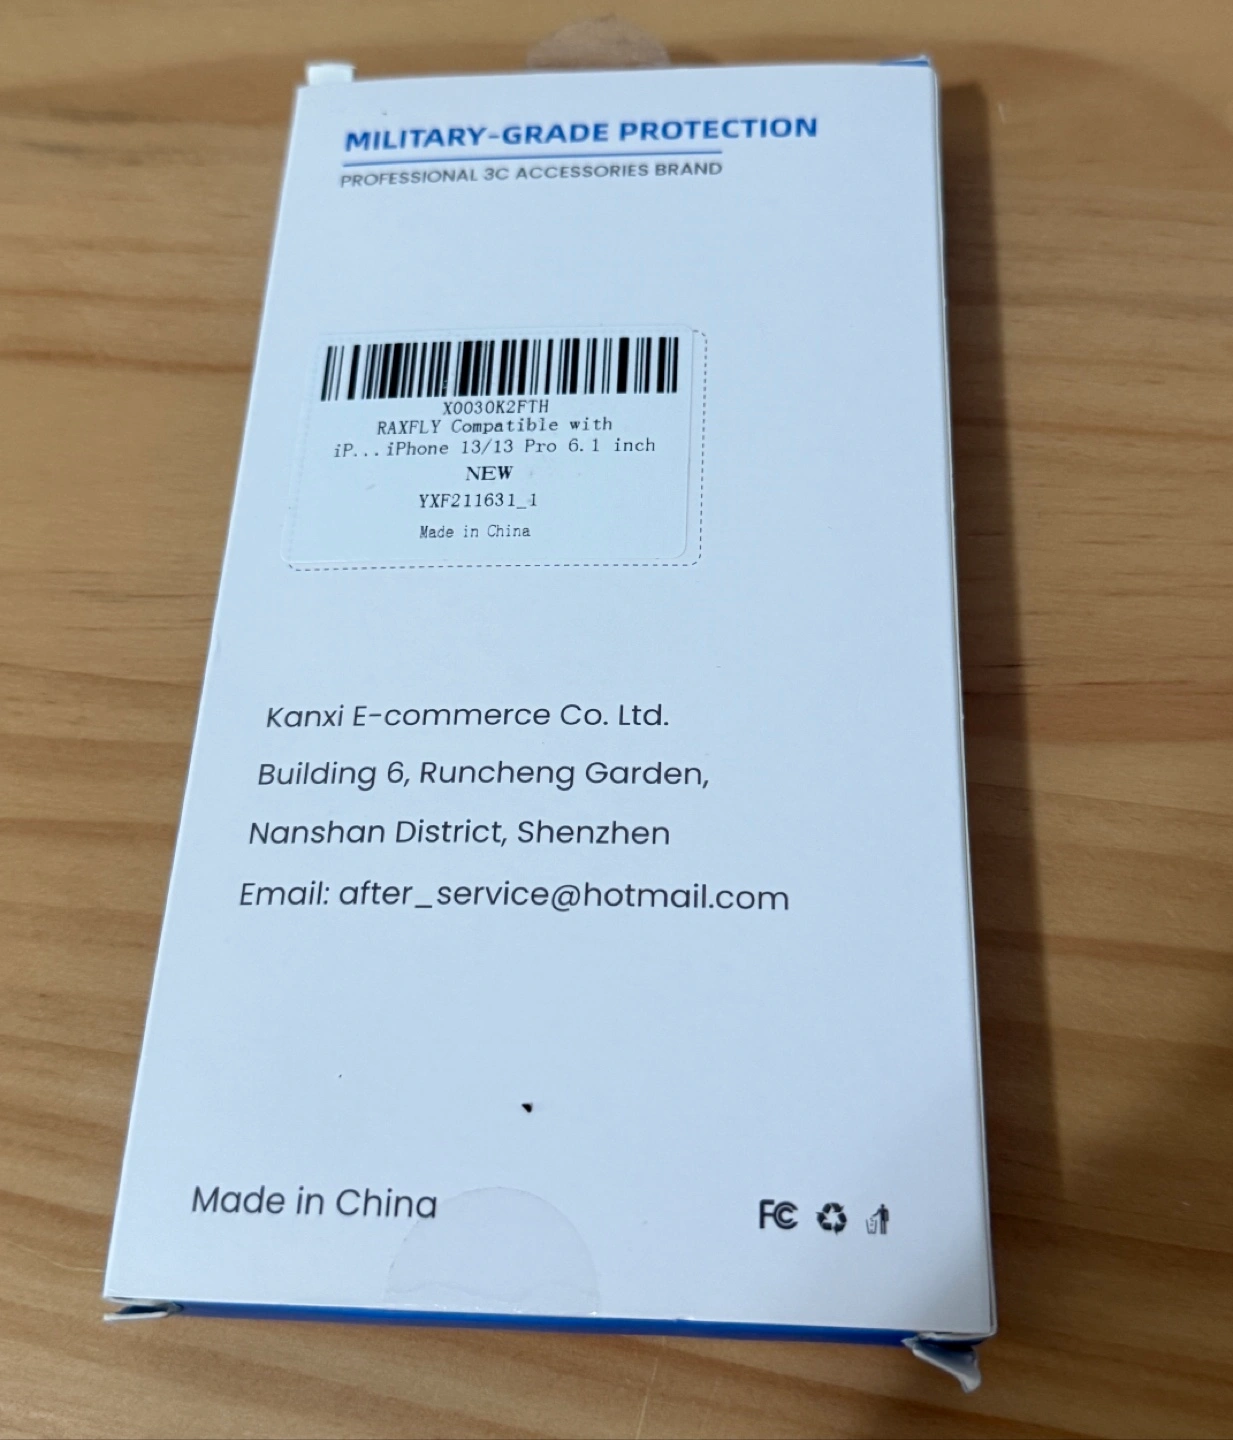 MILITARY-GRADE PROTECTION
PROFESSIONAL 3C ACCESSORIES BRAND
X0030K2FTH
RAXFLY Compatible with
iP...iPhone 13/13 Pro 6.1 inch
NEW
YXF211631_1
Made in China
Kanxi E-commerce Co. Ltd.
Building 6, Runcheng Garden,
Nanshan District, Shenzhen
Email: after_service@hotmail.com
Made in China
FC